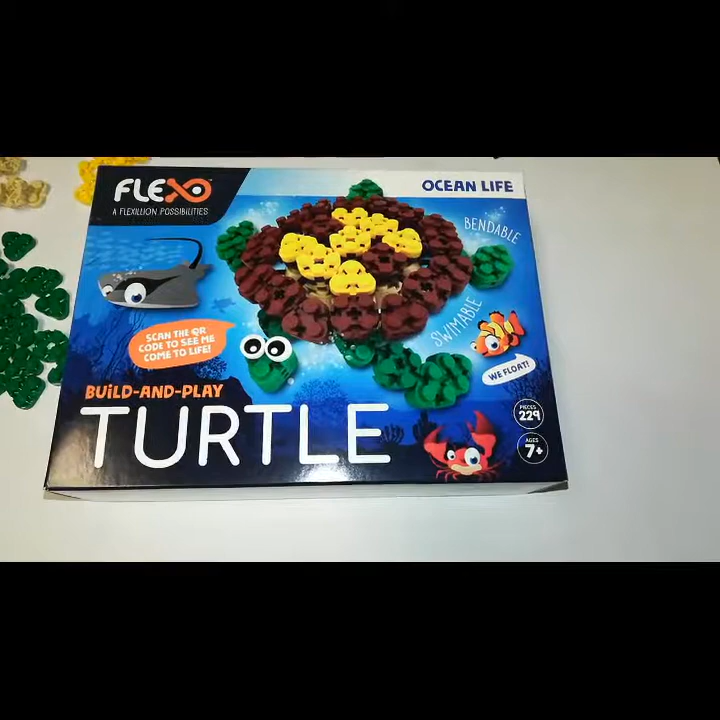 FLEXO
A FLEXILLION POSSIBILITIES
OCEAN LIFE
BENDABLE
SWIMABLE
SCAN THE QR
CODE TO SEE ME
COME TO LIFE!
WE FLOAT!
BUILD-AND-PLAY
TURTLE
PIECES
229
AGES
7+